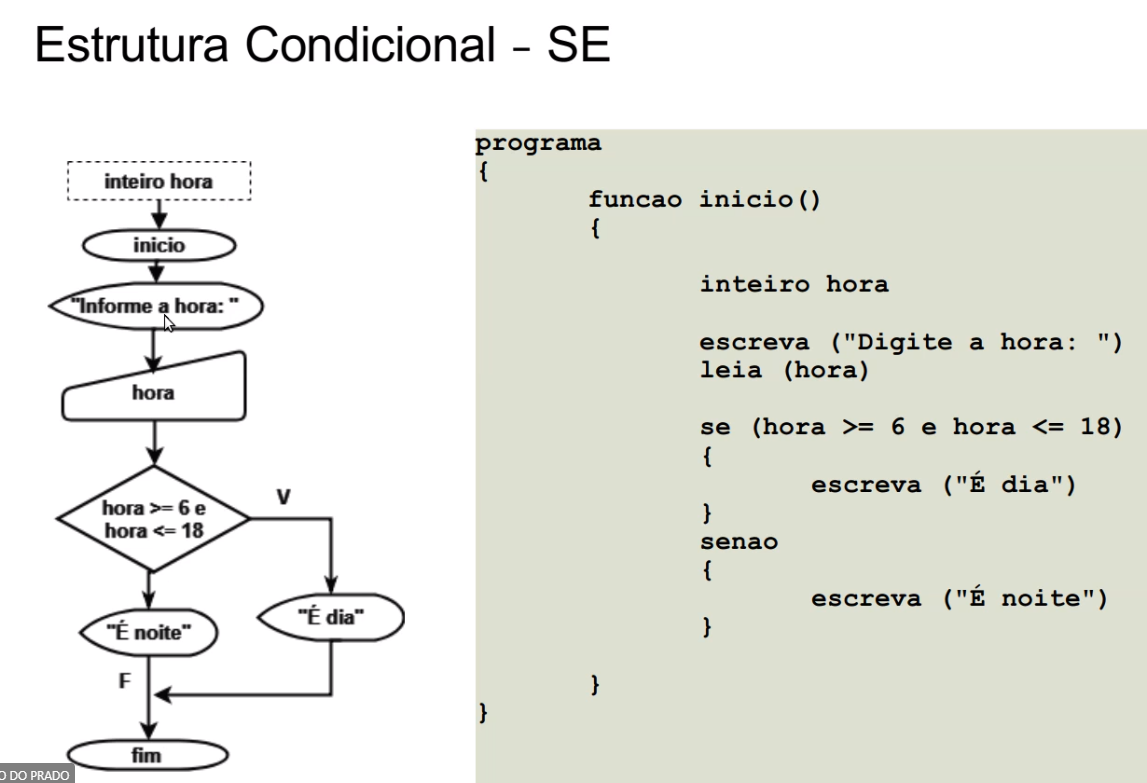 Estrutura Condicional - SE
inteiro hora
inicio
"Informe a hora: "
hora
hora >= 6 e
hora <= 18
V
"É noite"
"É dia"
F
fim
programa
{
funcao inicio()
{
inteiro hora
escreva ("Digite a hora: ")
leia (hora)
se (hora >= 6 e hora <= 18)
{
escreva ("É dia")
}
senao
{
escreva ("É noite")
}
}
}
O DO PRADO